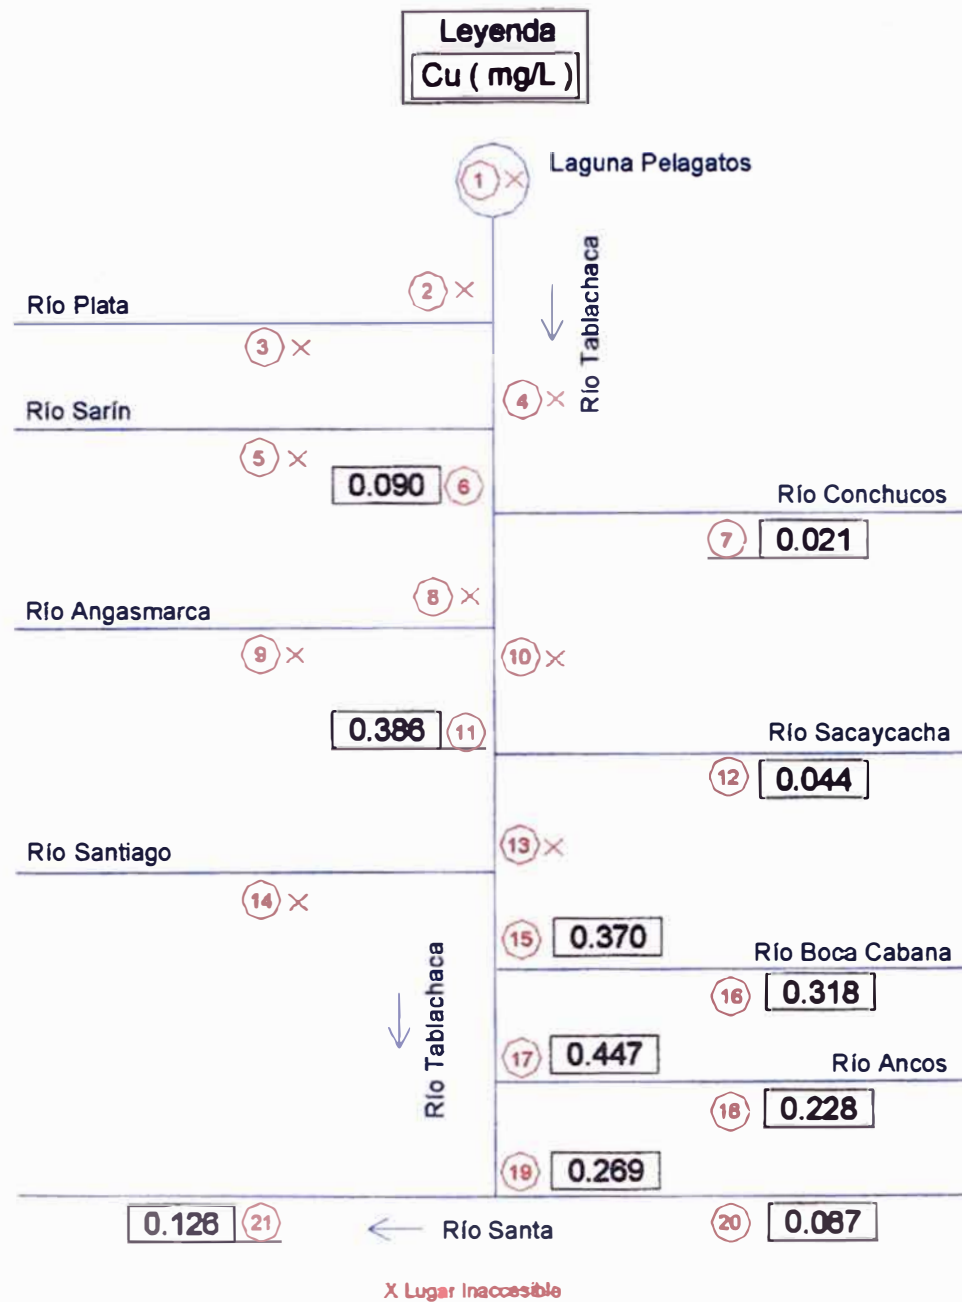 Leyenda
Cu ( mg/L )
1 X Laguna Pelagatos
2 X
Río Plata
Río Tablachaca
3 X
4 X
Río Sarín
5 X
0.090 6
Río Conchucos
7 0.021
8 X
Río Angasmarca
9 X
10 X
0.386 11
Río Sacaycacha
12 0.044
13 X
Río Santiago
14 X
15 0.370
Río Boca Cabana
16 0.318
Río Tablachaca
17 0.447
Río Ancos
18 0.228
19 0.269
0.126 21
Río Santa
20 0.087
X Lugar Inaccesible